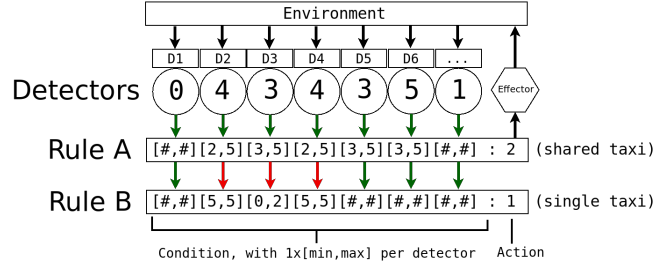 Environment
D1 D2 D3 D4 D5 D6 ...
Detectors 0 4 3 4 3 5 1 Effector
Rule A [#,#][2,5][3,5][2,5][3,5][3,5][#,#] : 2 (shared taxi)
Rule B [#,#][5,5][0,2][5,5][#,#][#,#][#,#] : 1 (single taxi)
Condition, with 1x[min,max] per detector Action